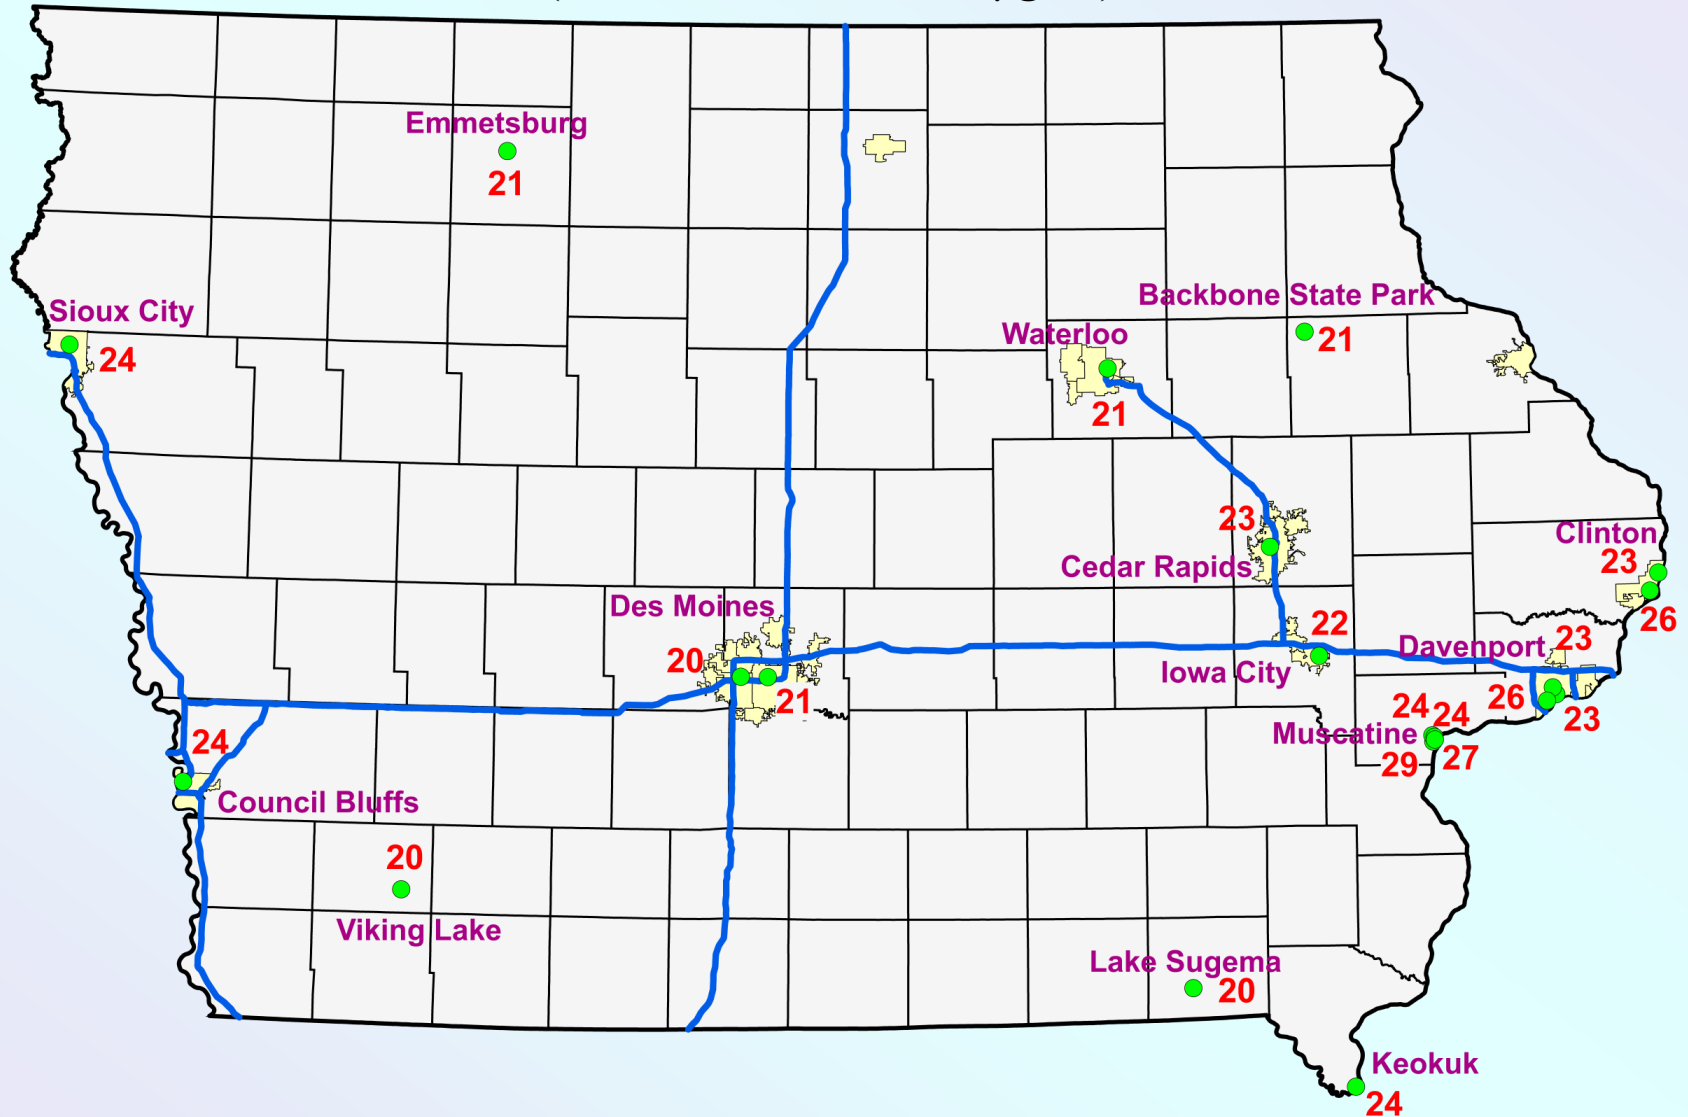 Emmetsburg
21
Backbone State Park
21
Sioux City
24
Waterloo
21
23
Cedar Rapids
Clinton
23
26
Des Moines
20
21
22
Iowa City
Davenport
23
26
23
24 24
Muscatine
29 27
24
Council Bluffs
20
Viking Lake
Lake Sugema
20
Keokuk
24